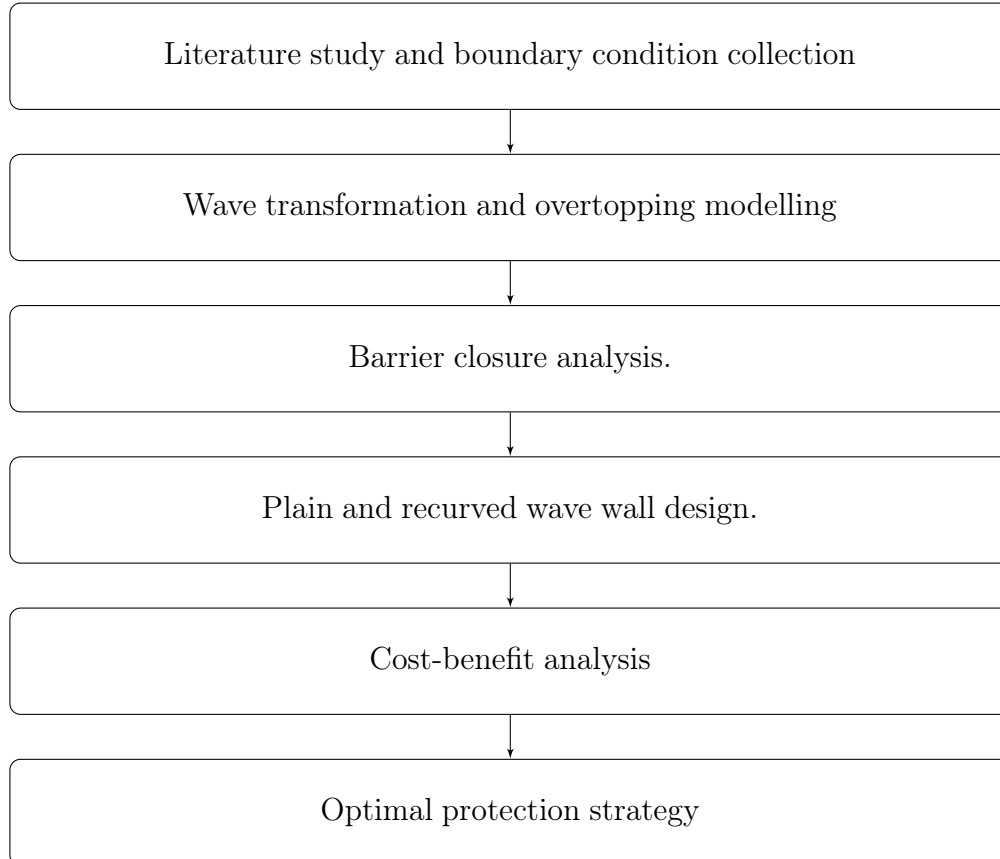 Literature study and boundary condition collection
Wave transformation and overtopping modelling
Barrier closure analysis.
Plain and recurved wave wall design.
Cost-benefit analysis
Optimal protection strategy